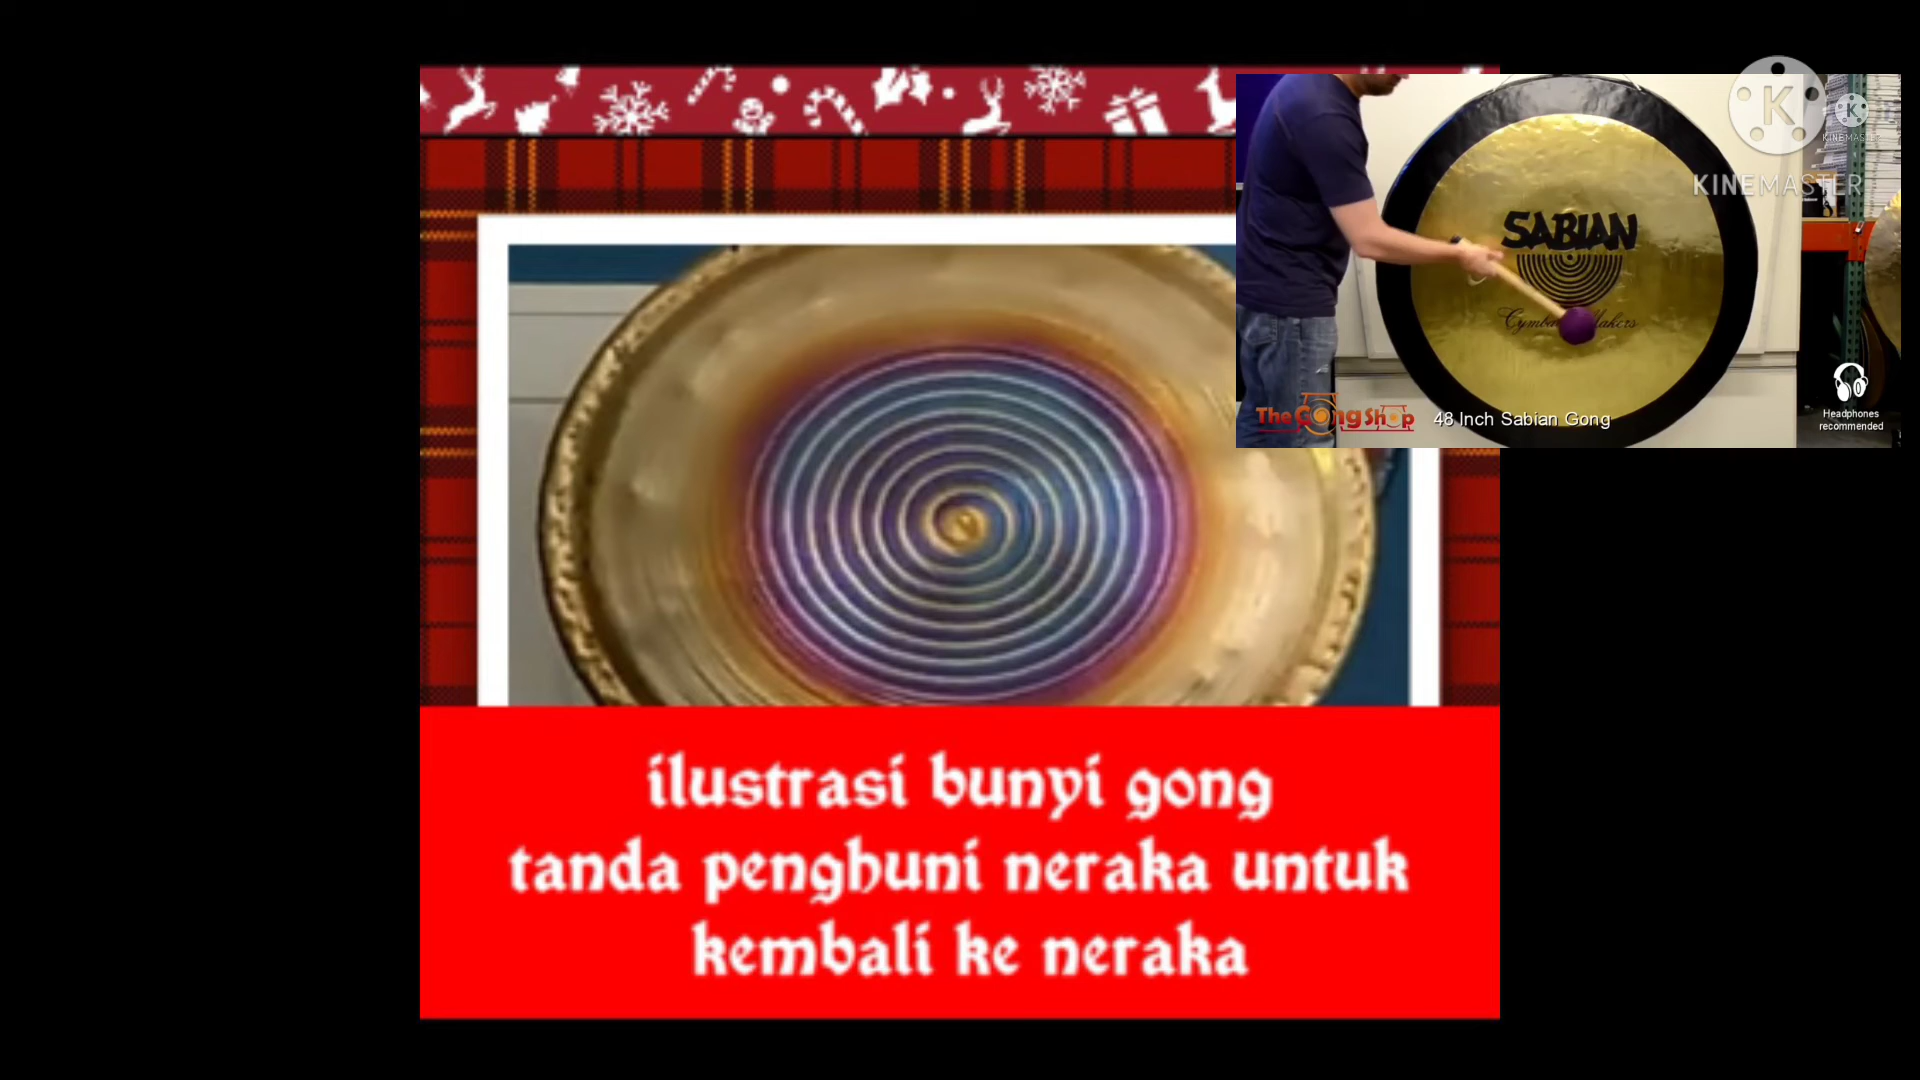 SABIAN
KINEMASTER
KINEMASTER
The Gong Shop
48 Inch Sabian Gong
Headphones
recommended
ilustrasi bunyi gong
tanda penghuni neraka untuk
kembali ke neraka